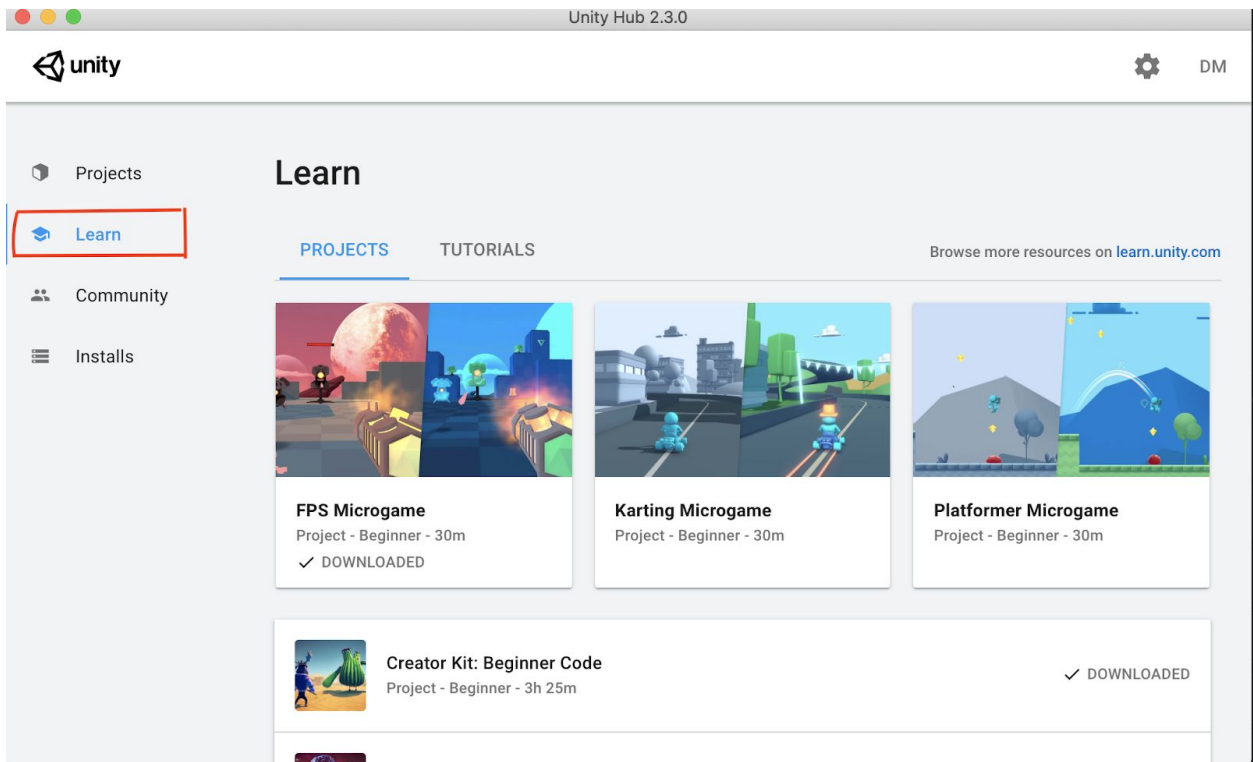 Unity Hub 2.3.0
unity
DM
Projects
Learn
Community
Installs
Learn
PROJECTS TUTORIALS
Browse more resources on learn.unity.com
FPS Microgame
Project - Beginner - 30m
DOWNLOADED
Karting Microgame
Project - Beginner - 30m
Platformer Microgame
Project - Beginner - 30m
Creator Kit: Beginner Code
Project - Beginner - 3h 25m
DOWNLOADED